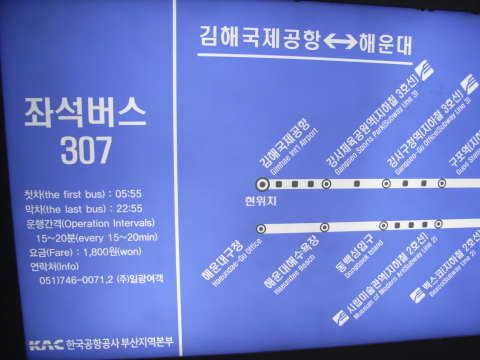 좌석버스
307
첫차(the first bus) : 05:55
막차(the last bus) : 22:55
운행간격(Operation Intervals)
15~20분(every 15~20min)
요금(Fare) : 1,800원(won)
연락처(Info)
051)746-0071,2 (주)일광여객
KAC 한국공항공사 부산지역본부
김해국제공항↔해운대
김해국제공항
Gimhae Int'l Airport
현위치
강서체육공원역(지하철 3호선)
Gangseo Sports Park(Subway Line 3)
강서구청역(지하철 3호선)
Gangseo-Gu Office(Subway Line 3)
구포역(지하
해운대구청
Haeundae-Gu Office
해운대해수욕장
Haeundae Beach
동백섬입구
Dongbaek Island
시립미술관역(지하철 2호선)
Museum of Modern Art(Subway Line 2)
벡스코(지하철 2호선)
Bexco(Subway Line 2)